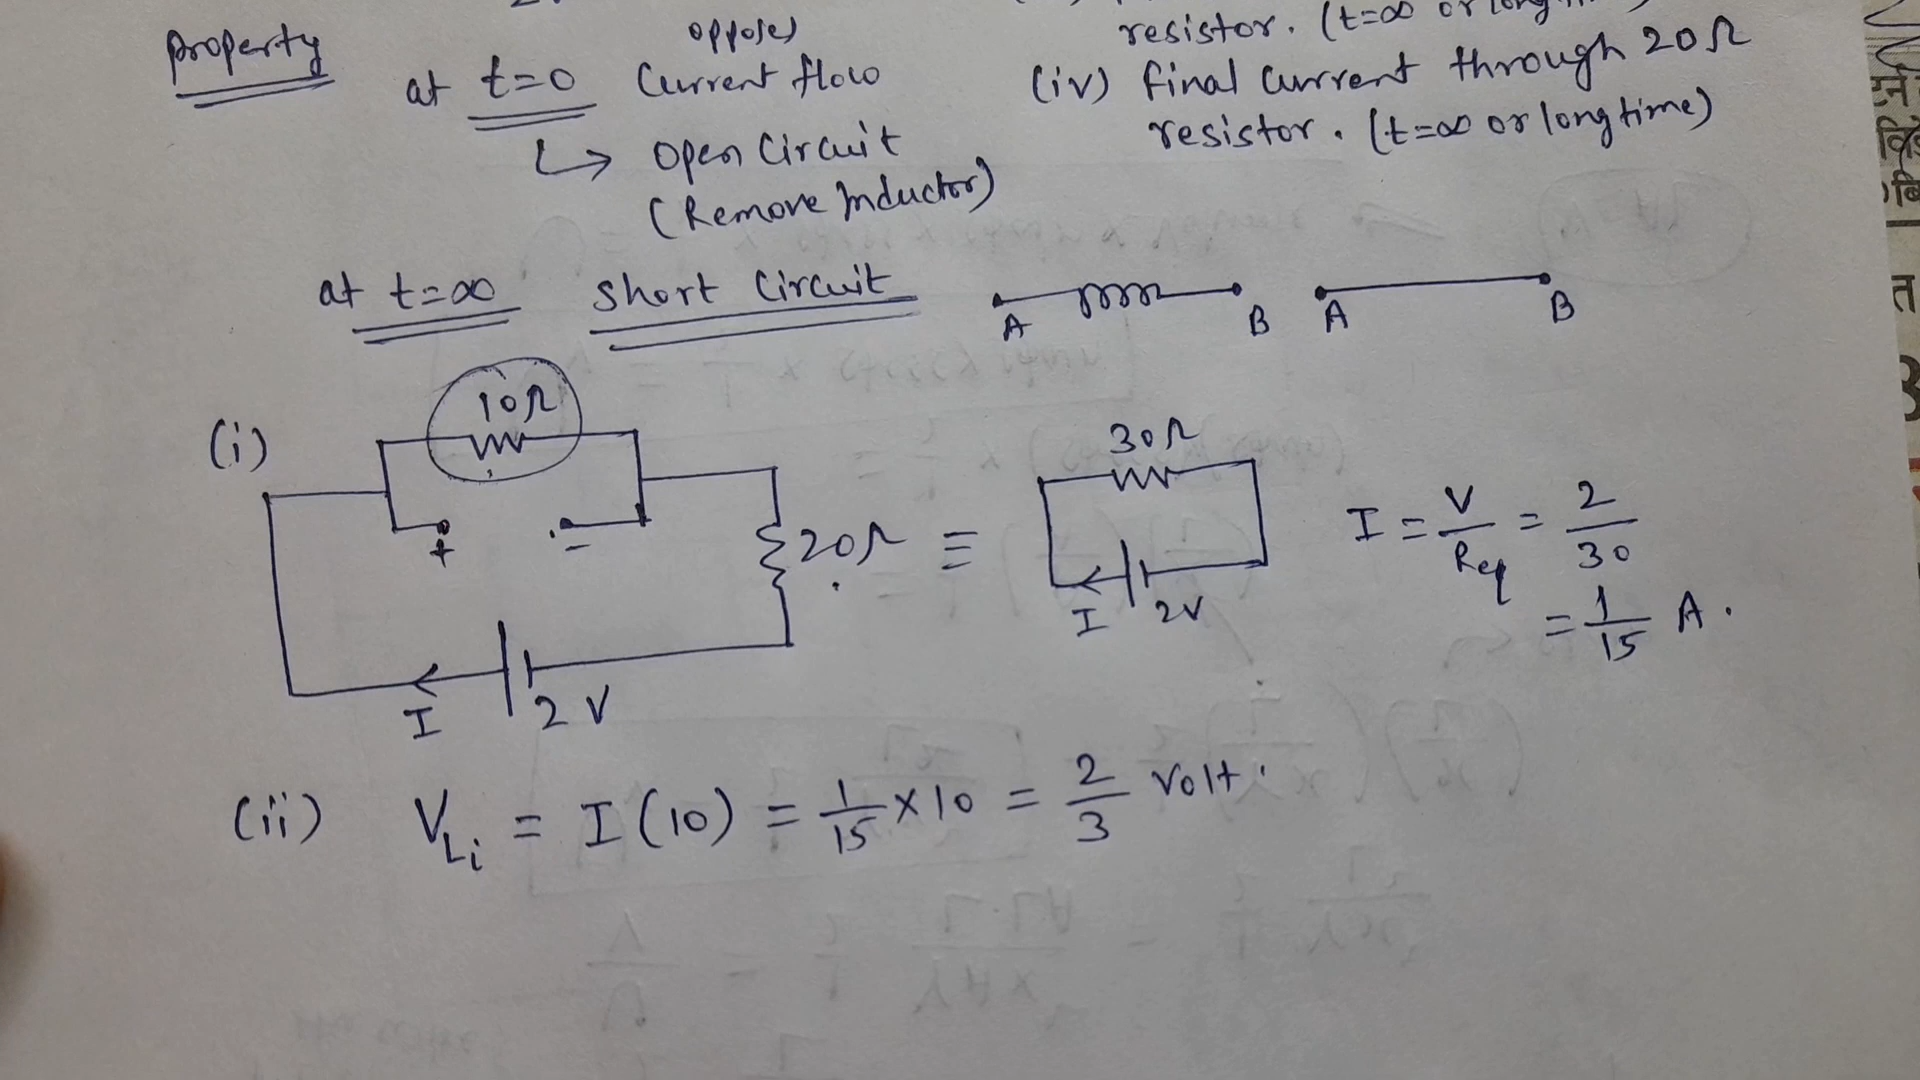 Property
opposes
at t=0 Current flow
↳ Open Circuit
(Remove Inductor)
resistor. (t=∞ or long
(iv) final current through 20Ω
resistor. (t=∞ or long time)
at t=∞ Short Circuit
A B A B
(i)
10Ω
+ -
20Ω
I 2V
≡
30Ω
I 2V
I = V/Req = 2/30
= 1/15 A.
(ii) VLi = I(10) = 1/15 × 10 = 2/3 Volt.